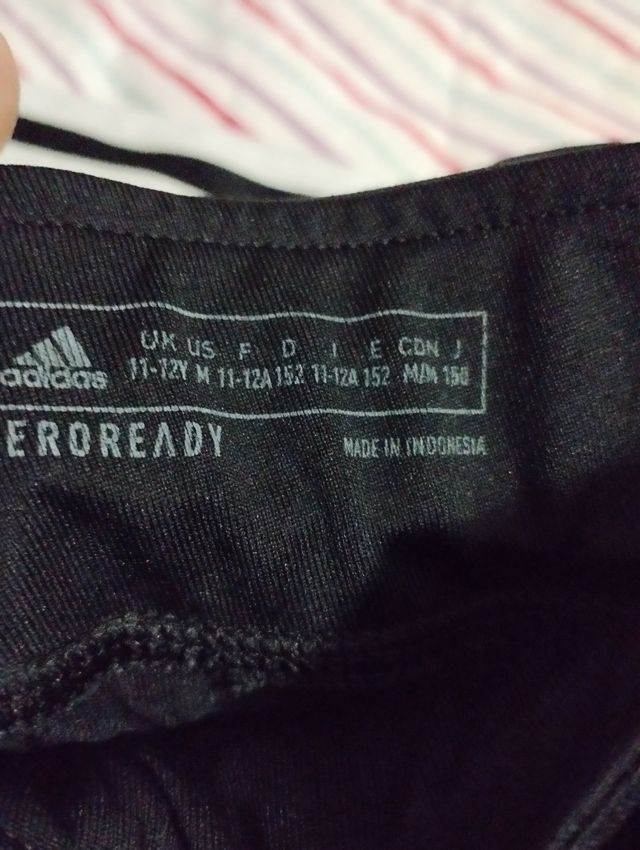 UK US F D I E CDN J
11-12Y M 11-12A 152 11-12A 152 M/M 150
adidas
EROREADY
MADE IN INDONESIA